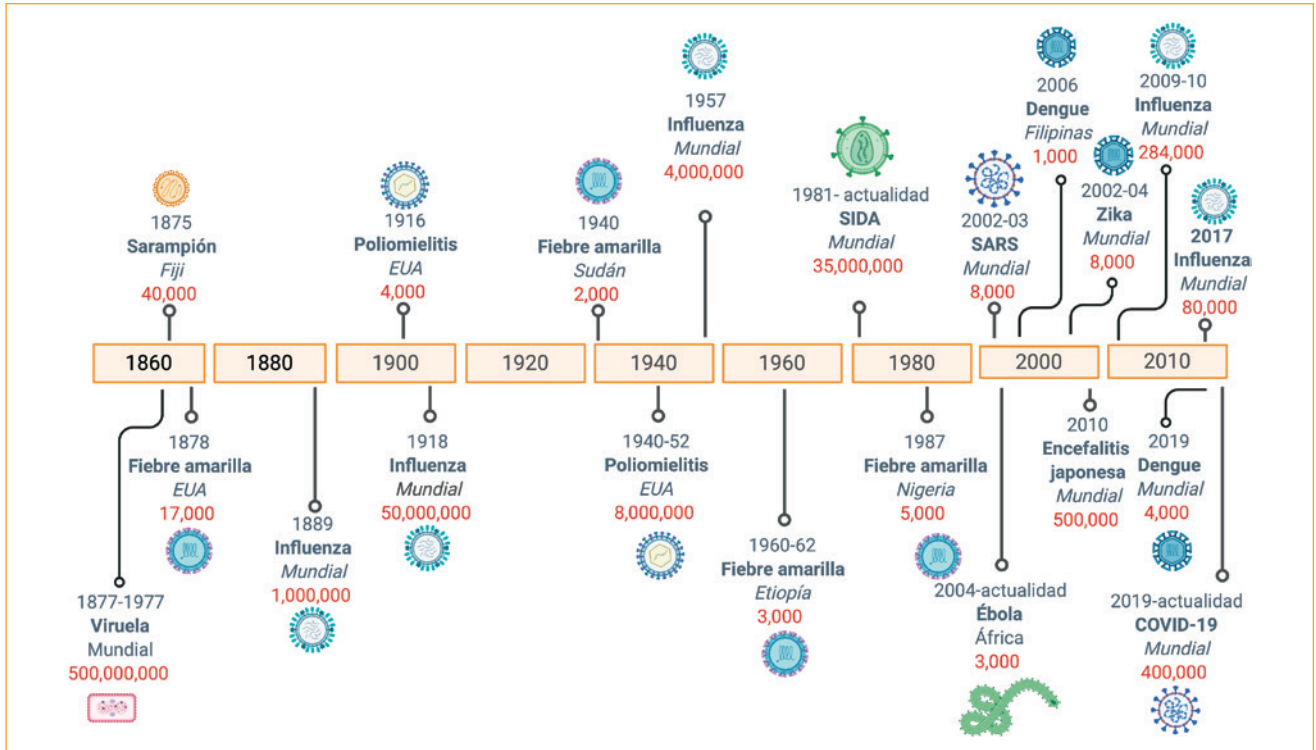 1875
Sarampión
Fiji
40,000
1916
Poliomielitis
EUA
4,000
1940
Fiebre amarilla
Sudán
2,000
1957
Influenza
Mundial
4,000,000
1981- actualidad
SIDA
Mundial
35,000,000
2002-03
SARS
Mundial
8,000
2006
Dengue
Filipinas
1,000
2002-04
Zika
Mundial
8,000
2009-10
Influenza
Mundial
284,000
2017
Influenza
Mundial
80,000
1860
1880
1900
1920
1940
1960
1980
2000
2010
1877-1977
Viruela
Mundial
500,000,000
1878
Fiebre amarilla
EUA
17,000
1889
Influenza
Mundial
1,000,000
1918
Influenza
Mundial
50,000,000
1940-52
Poliomielitis
EUA
8,000,000
1960-62
Fiebre amarilla
Etiopía
3,000
1987
Fiebre amarilla
Nigeria
5,000
2004-actualidad
Ébola
África
3,000
2010
Encefalitis
japonesa
Mundial
500,000
2019
Dengue
Mundial
4,000
2019-actualidad
COVID-19
Mundial
400,000